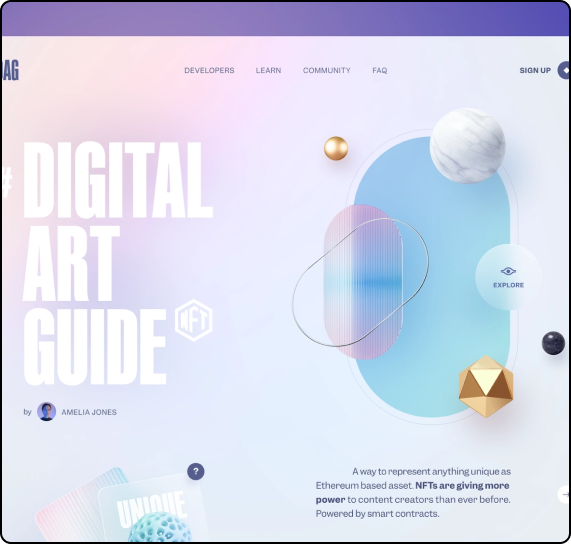 DEVELOPERS LEARN COMMUNITY FAQ SIGN UP
# DIGITAL
ART
GUIDE
NFT
by AMELIA JONES
EXPLORE
?
UNIQUE
A way to represent anything unique as
Ethereum based asset. NFTs are giving more
power to content creators than ever before.
Powered by smart contracts.